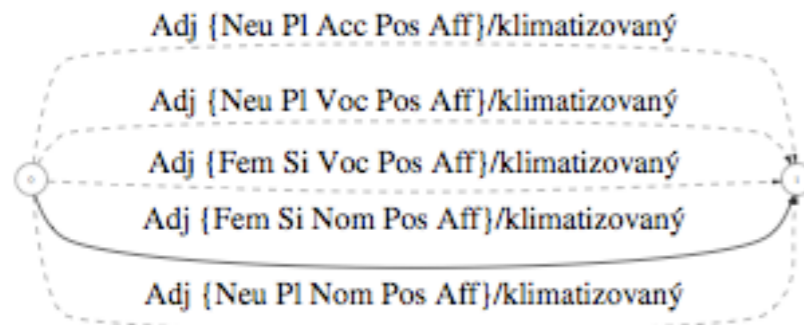 Adj {Neu Pl Acc Pos Aff}/klimatizovaný
Adj {Neu Pl Voc Pos Aff}/klimatizovaný
Adj {Fem Si Voc Pos Aff}/klimatizovaný
Adj {Fem Si Nom Pos Aff}/klimatizovaný
Adj {Neu Pl Nom Pos Aff}/klimatizovaný